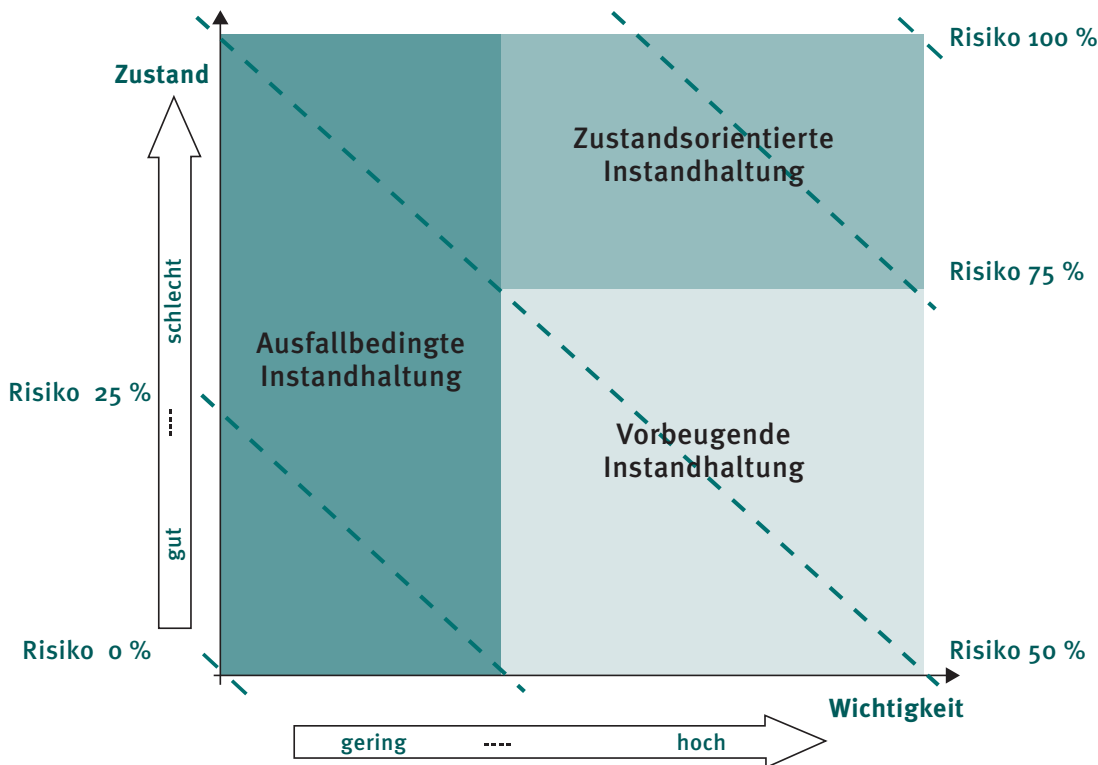 Risiko 100 %
Zustand
Zustandsorientierte
Instandhaltung
Risiko 75 %
schlecht
Ausfallbedingte
Instandhaltung
Risiko 25 %
----
Vorbeugende
Instandhaltung
gut
Risiko 0 %
Risiko 50 %
Wichtigkeit
gering ---- hoch